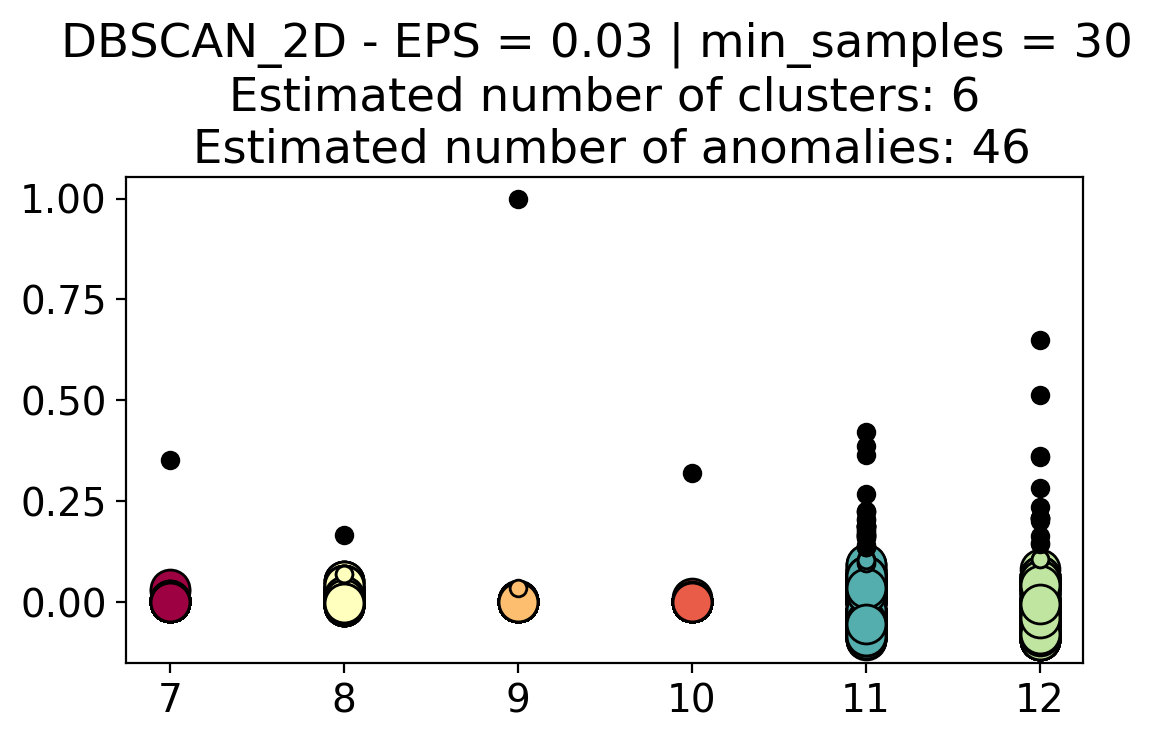 DBSCAN_2D - EPS = 0.03 | min_samples = 30
Estimated number of clusters: 6
Estimated number of anomalies: 46
1.00
0.75
0.50
0.25
0.00
7 8 9 10 11 12